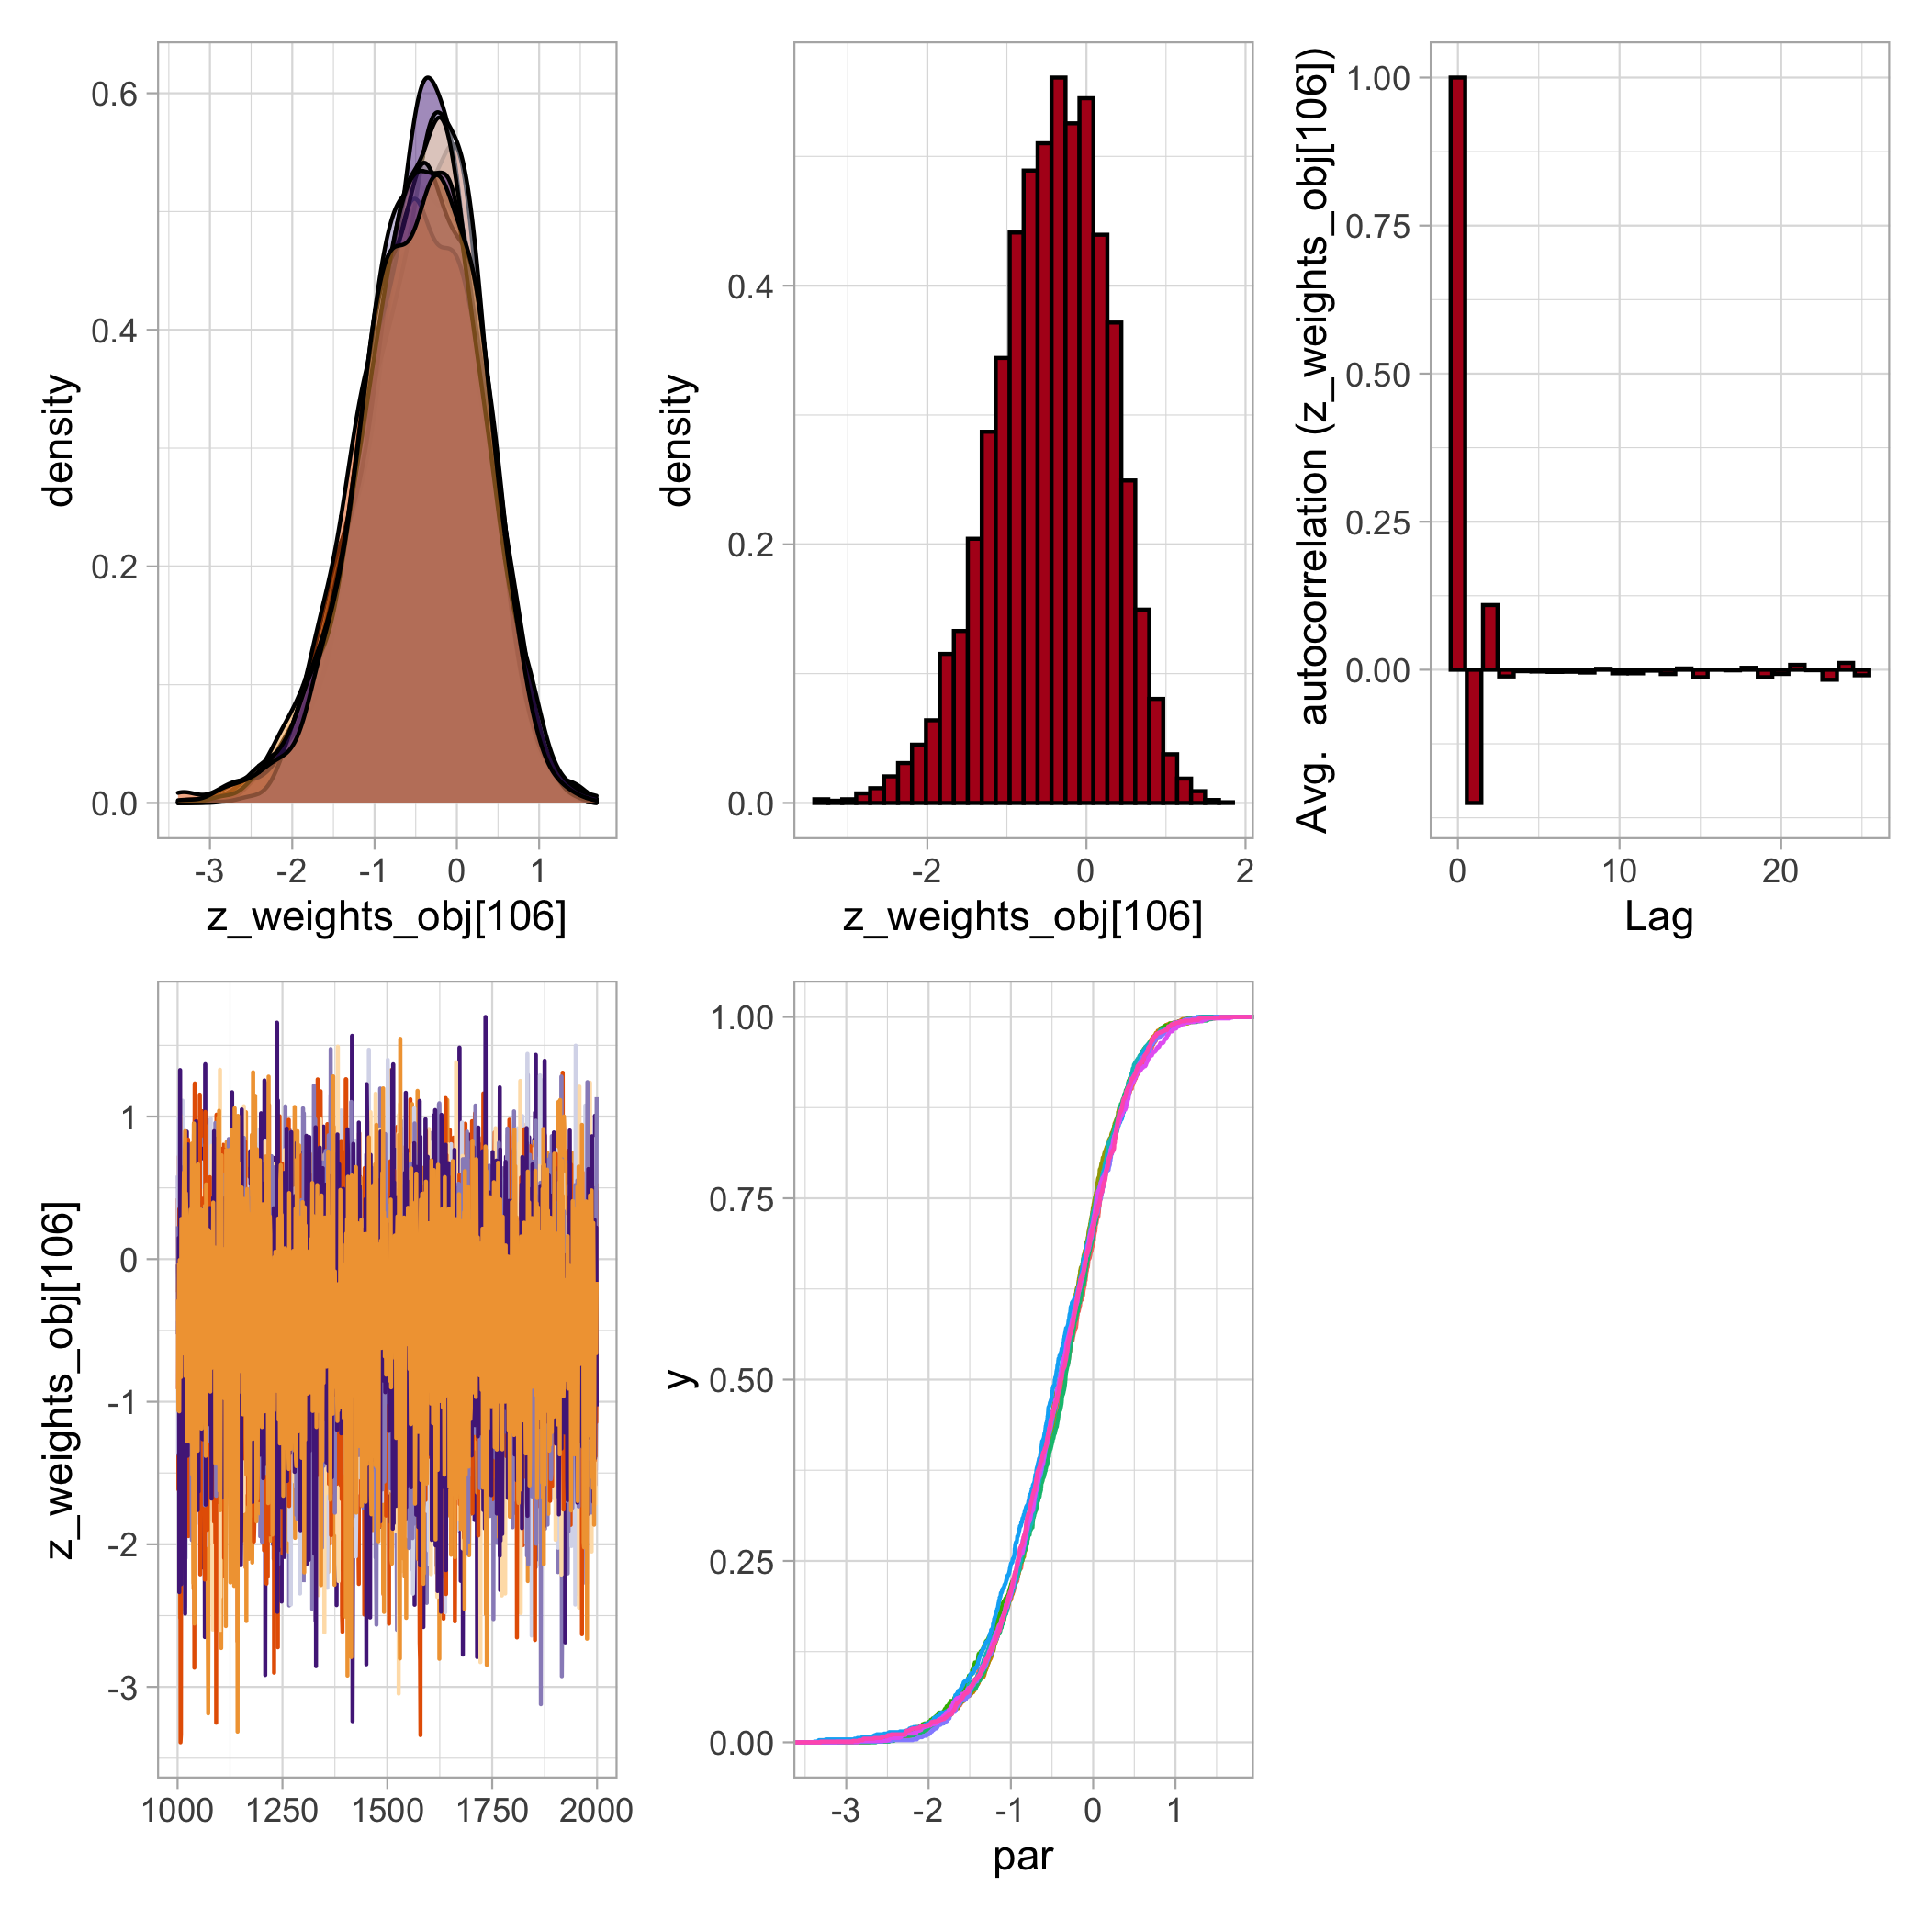 density
0.6
0.4
0.2
0.0
-3 -2 -1 0 1
z_weights_obj[106]
density
0.4
0.2
0.0
-2 0 2
z_weights_obj[106]
Avg. autocorrelation (z_weights_obj[106])
1.00
0.75
0.50
0.25
0.00
0 10 20
Lag
z_weights_obj[106]
1
0
-1
-2
-3
1000 1250 1500 1750 2000
y
1.00
0.75
0.50
0.25
0.00
-3 -2 -1 0 1
par